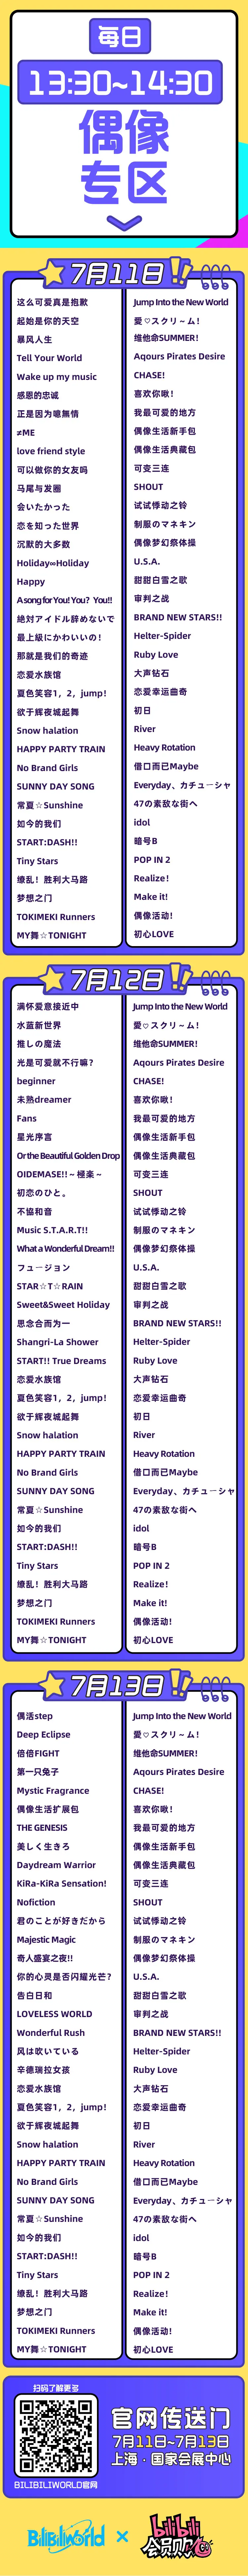 每日
13:30~14:30
偶像
专区
7月11日!
这么可爱真是抱歉
起始是你的天空
暴风人生
Tell Your World
Wake up my music
感恩的忠诚
正是因为噫無情
≠ME
love friend style
可以做你的女友吗
马尾与发圈
会いたかった
恋を知った世界
沉默的大多数
Holiday∞Holiday
Happy
A song for You! You？You!!
絶対アイドル辞めないで
最上級にかわいいの！
那就是我们的奇迹
恋爱水族馆
夏色笑容1，2，jump！
欲于辉夜城起舞
Snow halation
HAPPY PARTY TRAIN
No Brand Girls
SUNNY DAY SONG
常夏☆Sunshine
如今的我们
START:DASH!!
Tiny Stars
缭乱！胜利大马路
梦想之门
TOKIMEKI Runners
MY舞☆TONIGHT
Jump Into the New World
愛♡スクリ～ム！
维他命SUMMER！
Aqours Pirates Desire
CHASE!
喜欢你啾！
我最可爱的地方
偶像生活新手包
偶像生活典藏包
可变三连
SHOUT
试试悸动之铃
制服のマネキン
偶像梦幻祭体操
U.S.A.
甜甜白雪之歌
审判之战
BRAND NEW STARS!!
Helter-Spider
Ruby Love
大声钻石
恋爱幸运曲奇
初日
River
Heavy Rotation
借口而已Maybe
Everyday、カチューシャ
47の素敌な街へ
idol
暗号B
POP IN 2
Realize！
Make it!
偶像活动!
初心LOVE
7月12日!
满怀爱意接近中
水蓝新世界
推しの魔法
光是可爱就不行嘛？
beginner
未熟dreamer
Fans
星光序言
Or the Beautiful Golden Drop
OIDEMASE!!～極楽～
初恋のひと。
不協和音
Music S.T.A.R.T!!
What a Wonderful Dream!!
フュージョン
STAR☆T☆RAIN
Sweet&Sweet Holiday
思念合而为一
Shangri-La Shower
START!! True Dreams
恋爱水族馆
夏色笑容1，2，jump！
欲于辉夜城起舞
Snow halation
HAPPY PARTY TRAIN
No Brand Girls
SUNNY DAY SONG
常夏☆Sunshine
如今的我们
START:DASH!!
Tiny Stars
缭乱！胜利大马路
梦想之门
TOKIMEKI Runners
MY舞☆TONIGHT
Jump Into the New World
愛♡スクリ～ム！
维他命SUMMER！
Aqours Pirates Desire
CHASE!
喜欢你啾！
我最可爱的地方
偶像生活新手包
偶像生活典藏包
可变三连
SHOUT
试试悸动之铃
制服のマネキン
偶像梦幻祭体操
U.S.A.
甜甜白雪之歌
审判之战
BRAND NEW STARS!!
Helter-Spider
Ruby Love
大声钻石
恋爱幸运曲奇
初日
River
Heavy Rotation
借口而已Maybe
Everyday、カチューシャ
47の素敌な街へ
idol
暗号B
POP IN 2
Realize！
Make it!
偶像活动!
初心LOVE
7月13日!
偶活step
Deep Eclipse
倍倍FIGHT
第一只兔子
Mystic Fragrance
偶像生活扩展包
THE GENESIS
美しく生きろ
Daydream Warrior
KiRa-KiRa Sensation!
Nofiction
君のことが好きだから
Majestic Magic
奇人盛宴之夜!!
你的心灵是否闪耀光芒？
告白日和
LOVELESS WORLD
Wonderful Rush
风は吹いている
辛德瑞拉女孩
恋爱水族馆
夏色笑容1，2，jump！
欲于辉夜城起舞
Snow halation
HAPPY PARTY TRAIN
No Brand Girls
SUNNY DAY SONG
常夏☆Sunshine
如今的我们
START:DASH!!
Tiny Stars
缭乱！胜利大马路
梦想之门
TOKIMEKI Runners
MY舞☆TONIGHT
Jump Into the New World
愛♡スクリ～ム！
维他命SUMMER！
Aqours Pirates Desire
CHASE!
喜欢你啾！
我最可爱的地方
偶像生活新手包
偶像生活典藏包
可变三连
SHOUT
试试悸动之铃
制服のマネキン
偶像梦幻祭体操
U.S.A.
甜甜白雪之歌
审判之战
BRAND NEW STARS!!
Helter-Spider
Ruby Love
大声钻石
恋爱幸运曲奇
初日
River
Heavy Rotation
借口而已Maybe
Everyday、カチューシャ
47の素敌な街へ
idol
暗号B
POP IN 2
Realize！
Make it!
偶像活动!
初心LOVE
扫码了解更多
BILIBILIWORLD官网
官网传送门
7月11日~7月13日
上海·国家会展中心
Bilibili World × bilibili
会员购